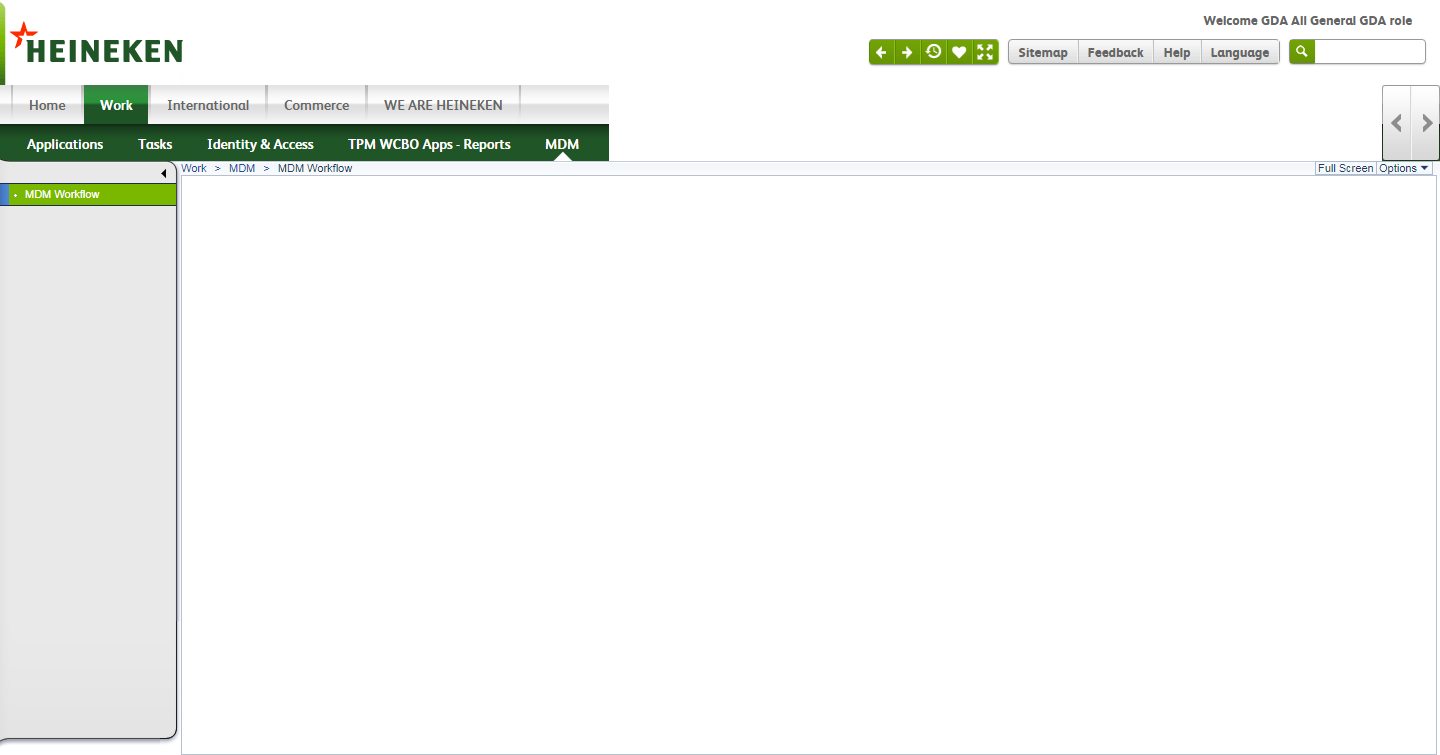 Welcome GDA All General GDA role
HEINEKEN
Sitemap Feedback Help Language
Home Work International Commerce WE ARE HEINEKEN
Applications Tasks Identity & Access TPM WCBO Apps - Reports MDM
Work > MDM > MDM Workflow
Full Screen Options
MDM Workflow